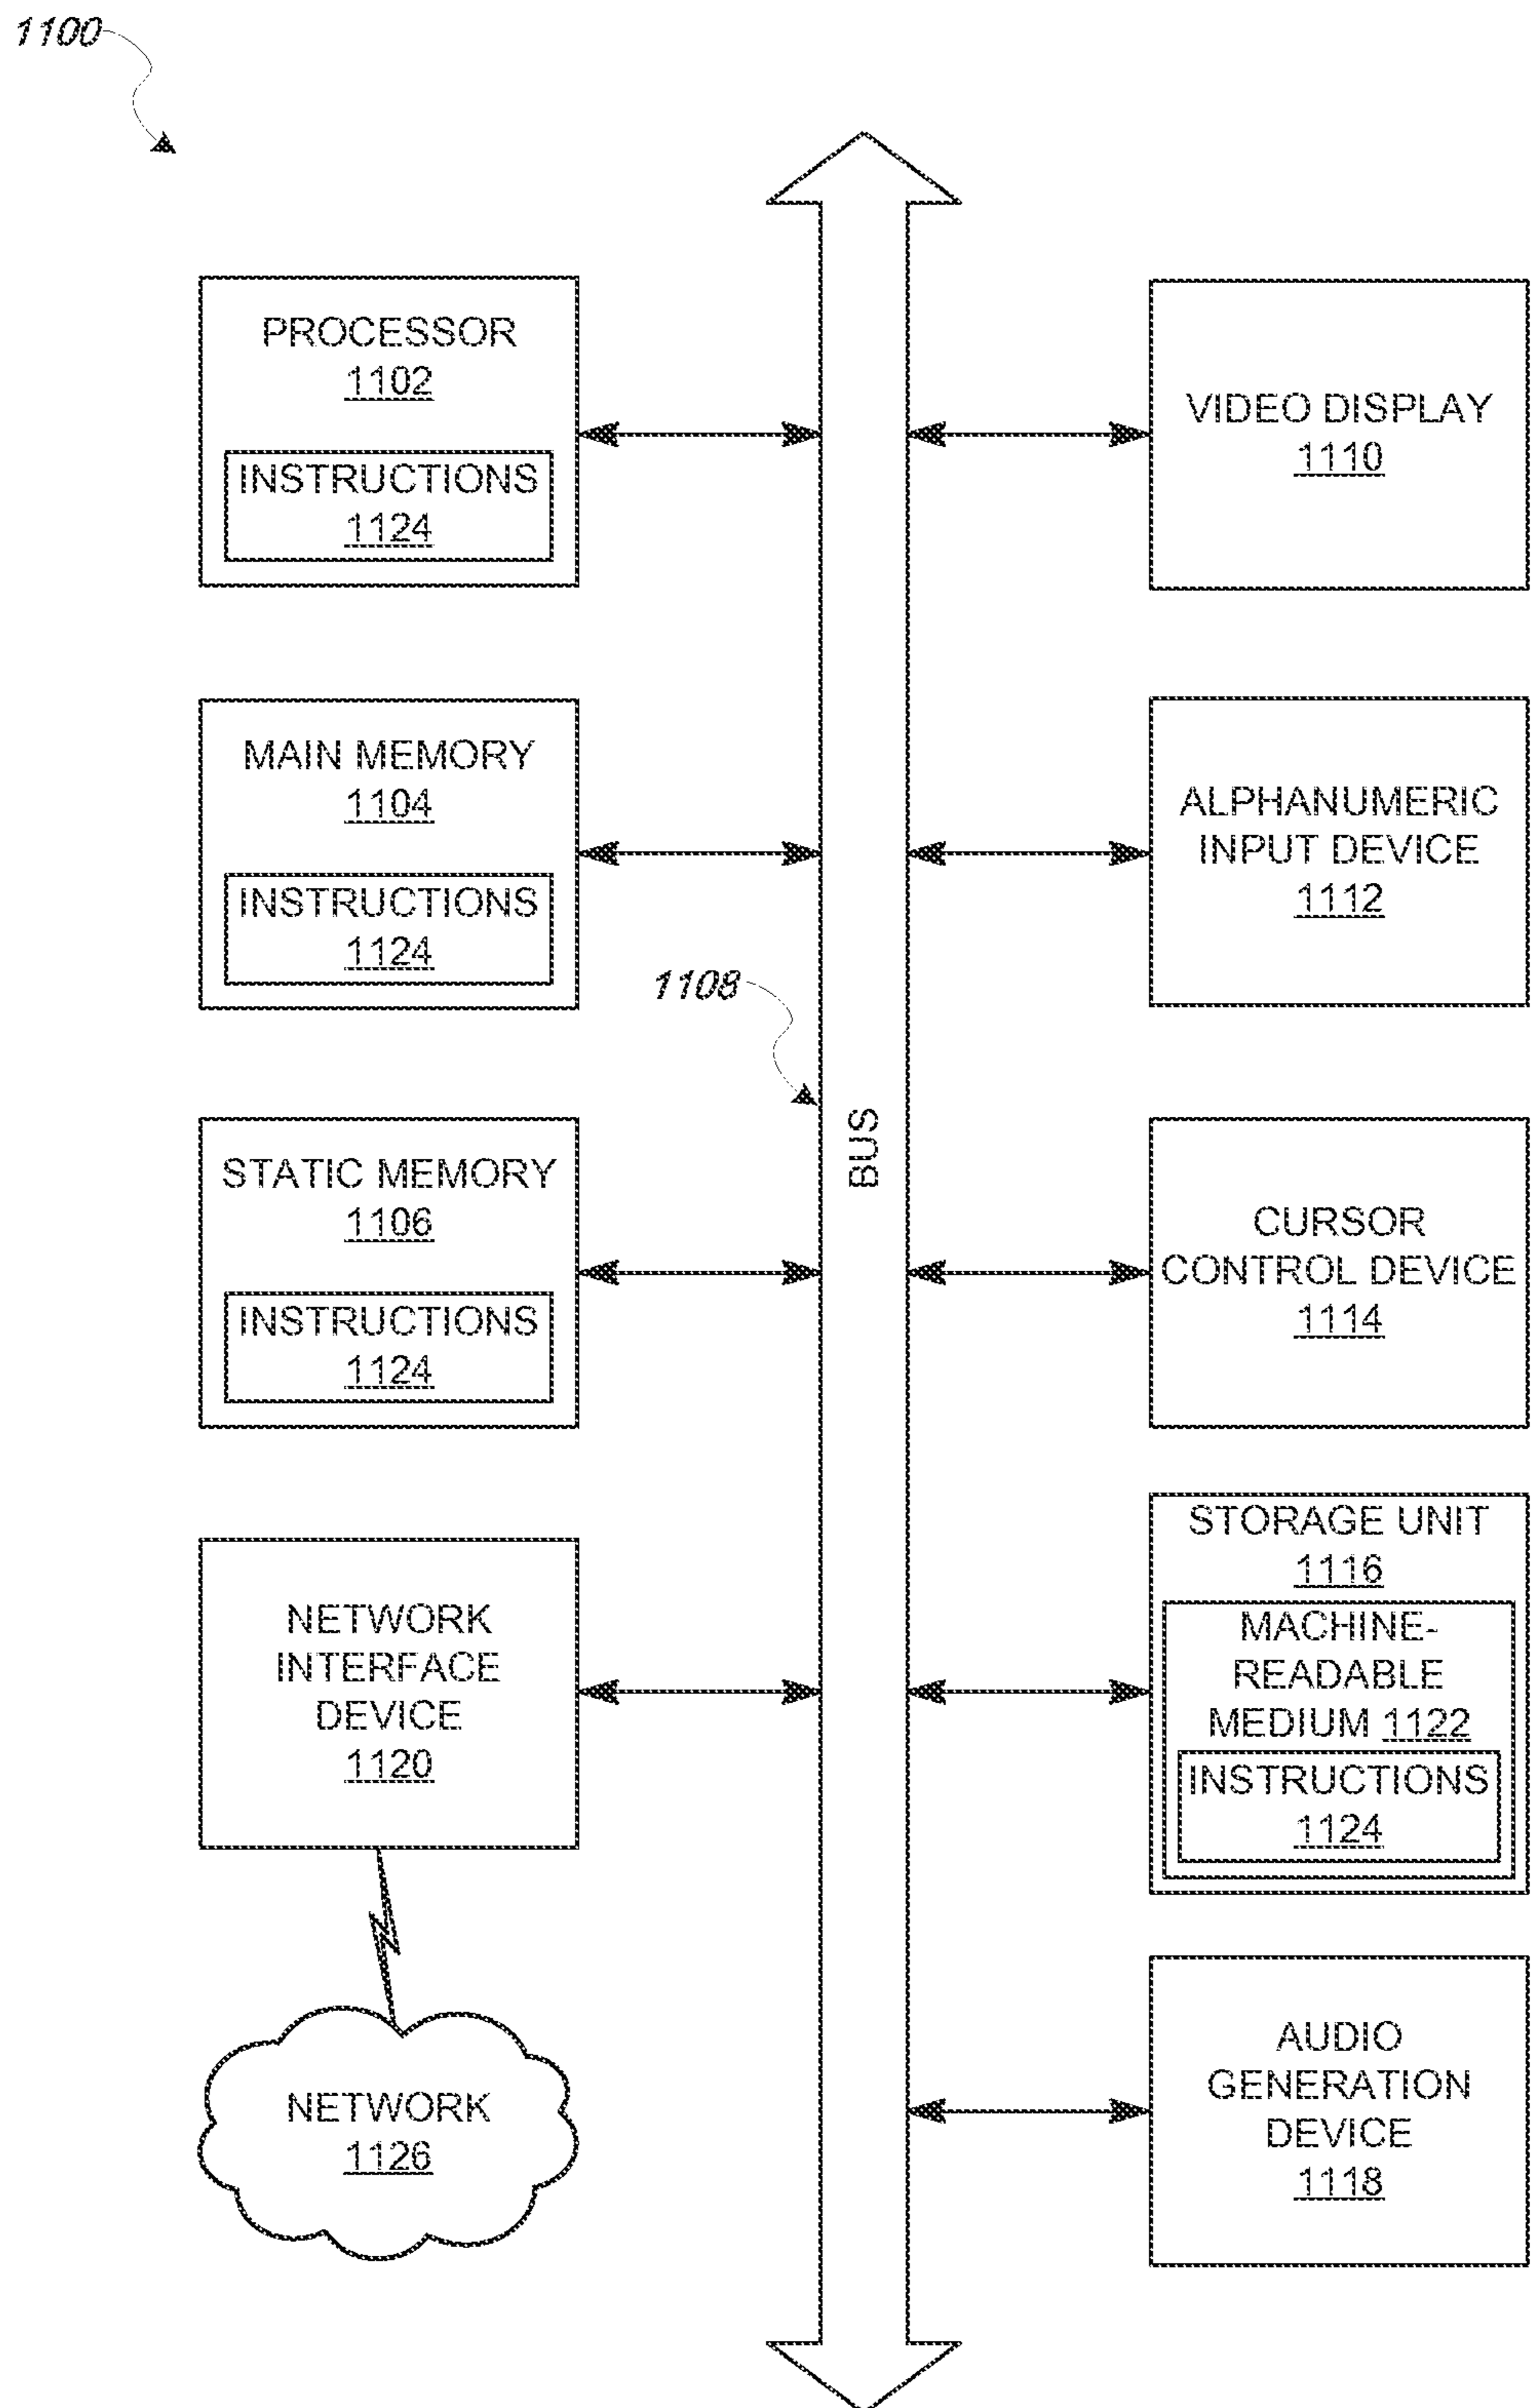 1100
PROCESSOR
1102
INSTRUCTIONS
1124
MAIN MEMORY
1104
INSTRUCTIONS
1124
STATIC MEMORY
1106
INSTRUCTIONS
1124
NETWORK
INTERFACE
DEVICE
1120
NETWORK
1126
1108
BUS
VIDEO DISPLAY
1110
ALPHANUMERIC
INPUT DEVICE
1112
CURSOR
CONTROL DEVICE
1114
STORAGE UNIT
1116
MACHINE-
READABLE
MEDIUM 1122
INSTRUCTIONS
1124
AUDIO
GENERATION
DEVICE
1118